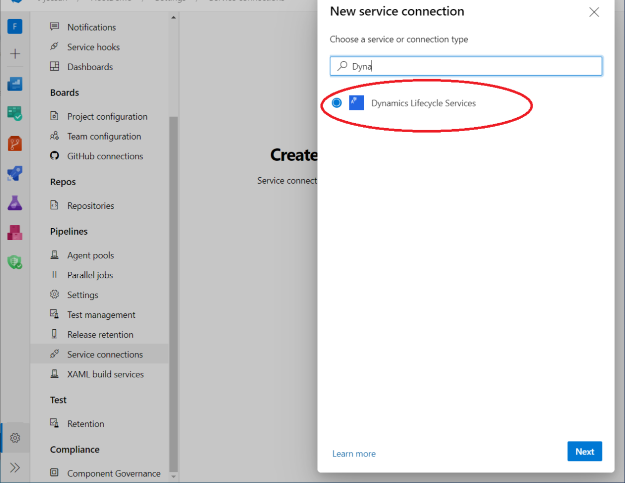 New service connection
Choose a service or connection type
Dyna
Dynamics Lifecycle Services
Learn more
Next
F
Notifications
Service hooks
Dashboards
Boards
Project configuration
Team configuration
GitHub connections
Repos
Repositories
Pipelines
Agent pools
Parallel jobs
Settings
Test management
Release retention
Service connections
XAML build services
Test
Retention
Compliance
Component Governance
Create
Service connect